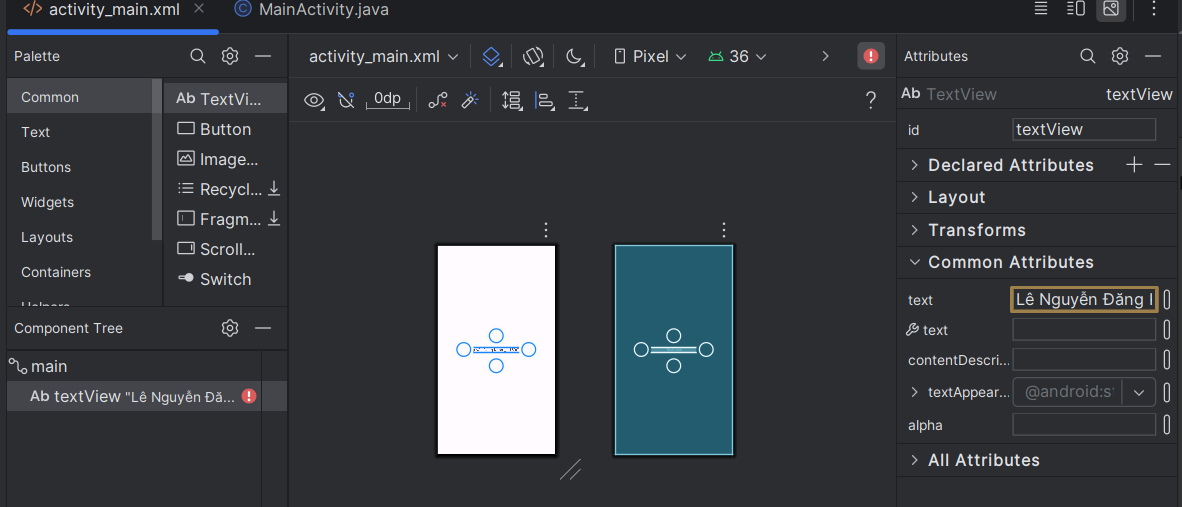 activity_main.xml
MainActivity.java
Palette
Common
Text
Buttons
Widgets
Layouts
Containers
Helpers
Ab TextVi...
Button
Image...
Recycl...
Fragm...
Scroll...
Switch
Component Tree
main
Ab textView "Lê Nguyễn Đă...
activity_main.xml
Pixel
36
0dp
?
Attributes
Ab TextView textView
id textView
Declared Attributes
Layout
Transforms
Common Attributes
text Lê Nguyễn Đăng
text
contentDescri...
textAppear... @android:s
alpha
All Attributes